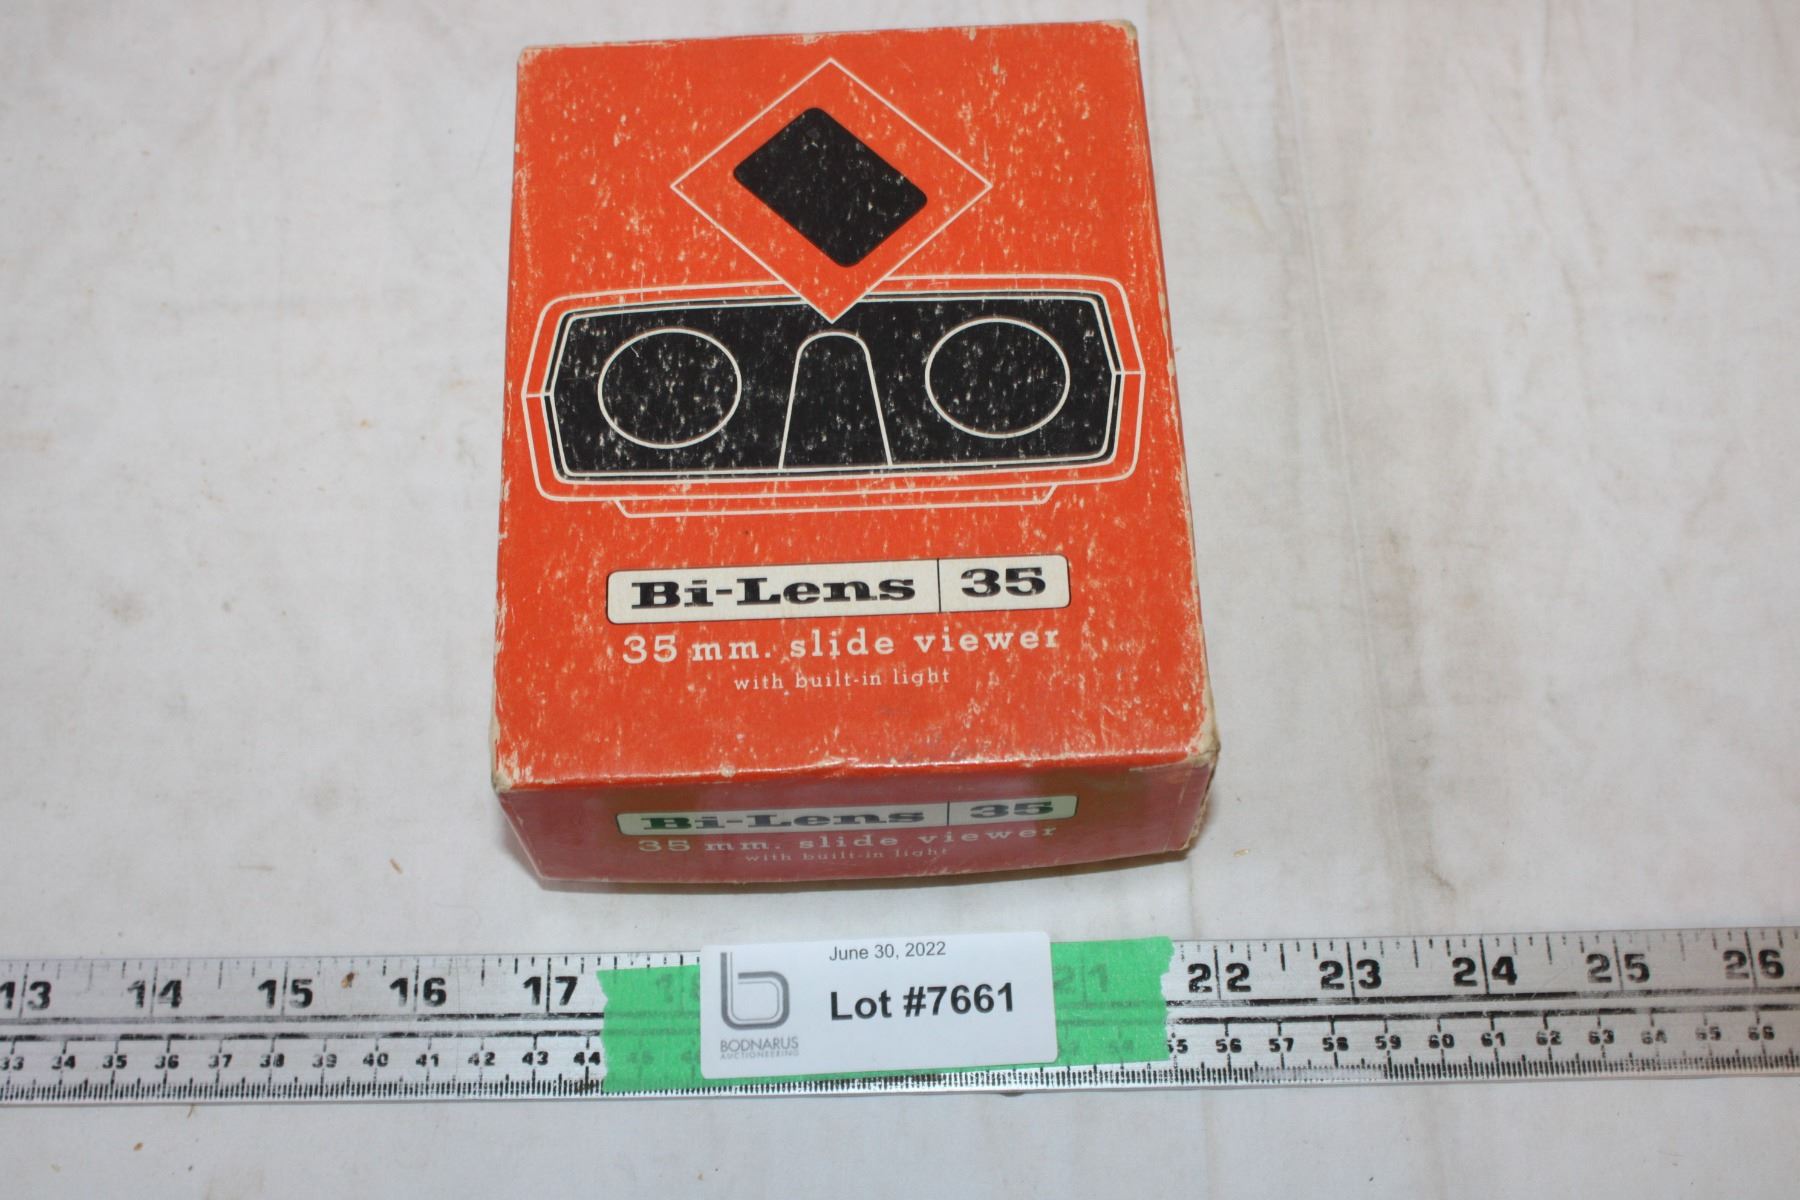 Bi-Lens 35
35 mm. slide viewer
with built-in light
Bi-Lens 35
35 mm. slide viewer
with built-in light
June 30, 2022
Lot #7661
BODNARUS
AUCTIONEERING
13 14 15 16 17 21 22 23 24 25 26
33 34 35 36 37 38 39 40 41 42 43 44 54 55 56 57 58 59 60 61 62 63 64 65 66